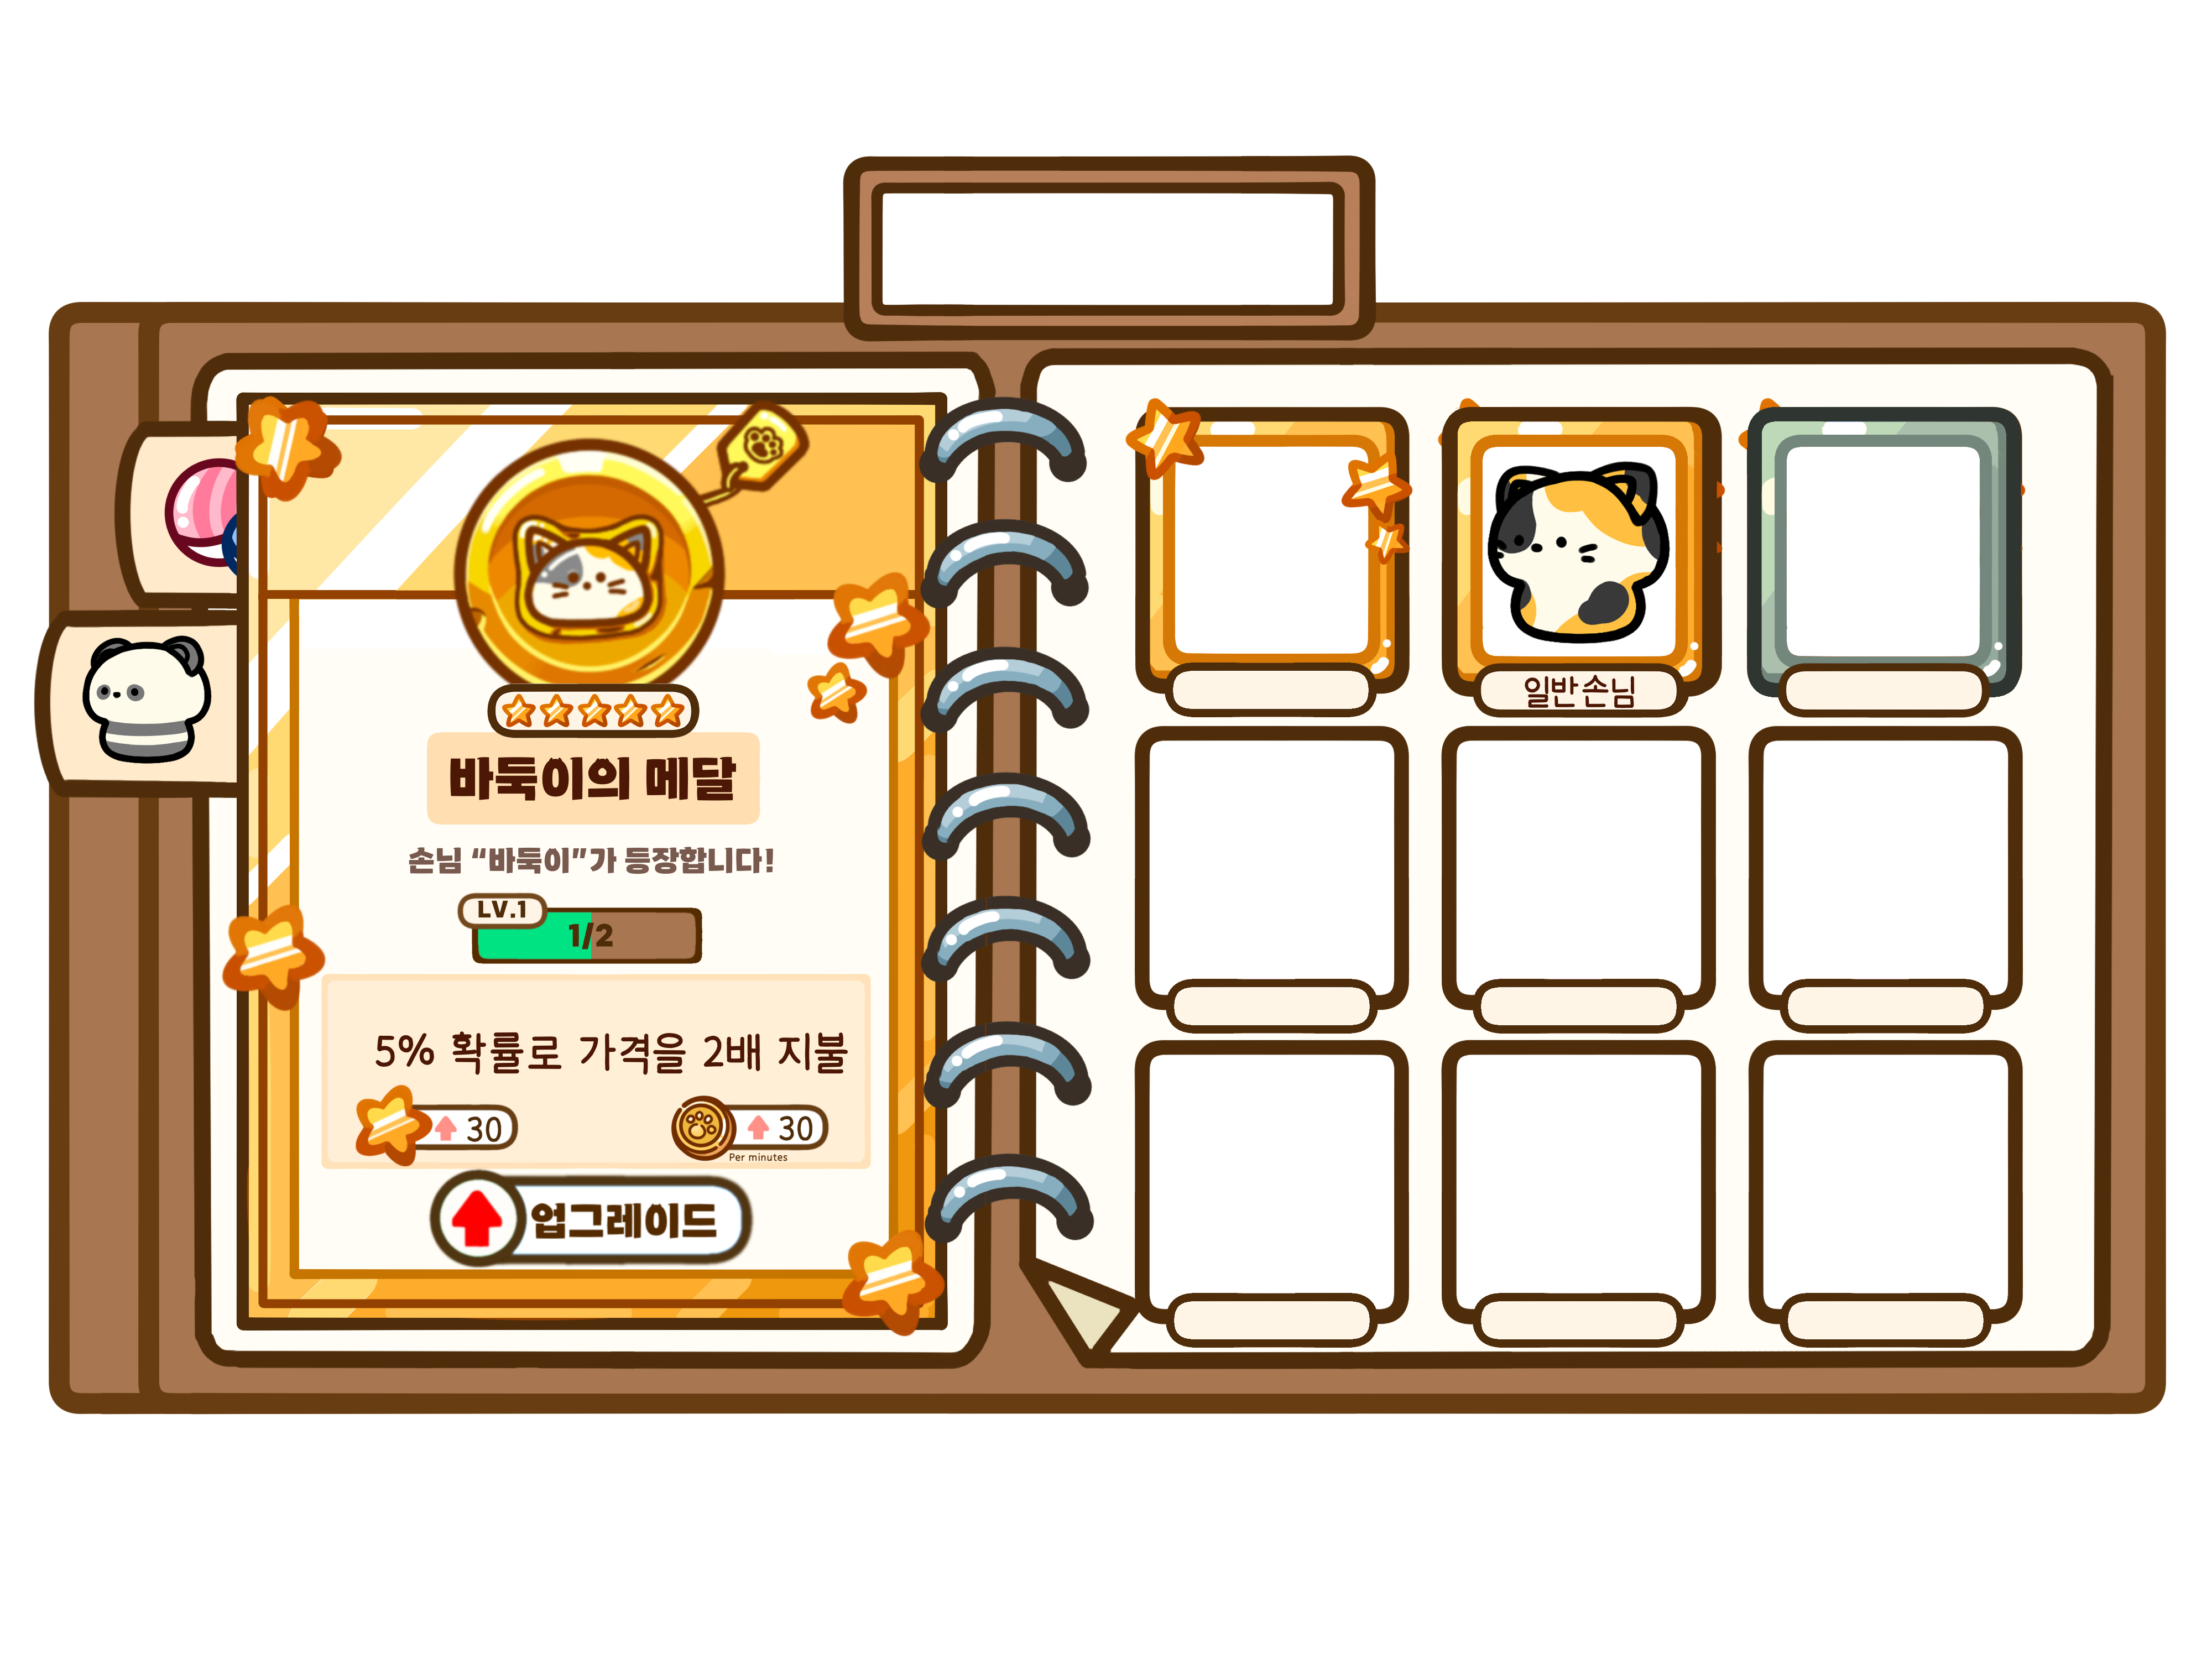 바둑이의 메달
손님 “바둑이”가 등장합니다!
LV.1
1/2
5% 확률로 가격을 2배 지불
30
30
Per minutes
업그레이드
일반 손님